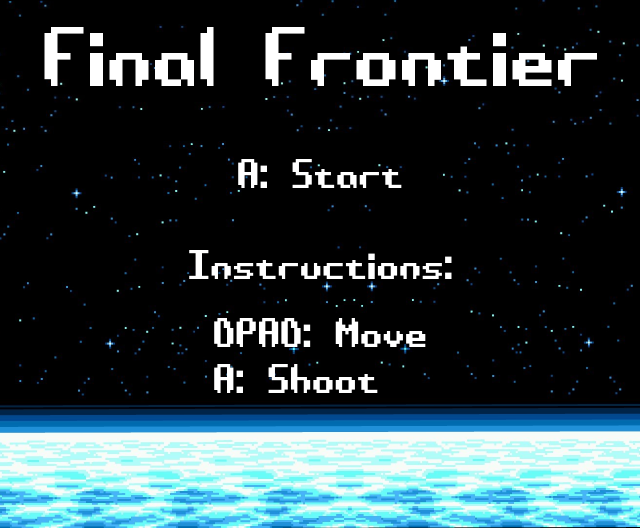 Final Frontier
A: Start
Instructions:
DPAD: Move
A: Shoot